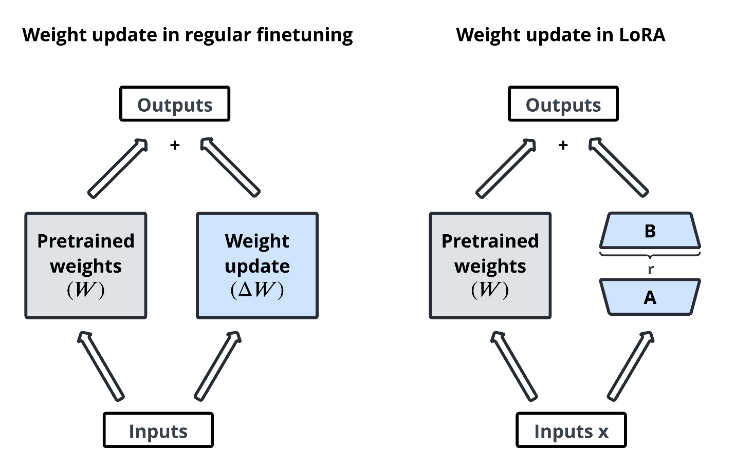 Weight update in regular finetuning
Outputs
+
Pretrained
weights
(W)
Weight
update
(ΔW)
Inputs
Weight update in LoRA
Outputs
+
Pretrained
weights
(W)
B
r
A
Inputs x